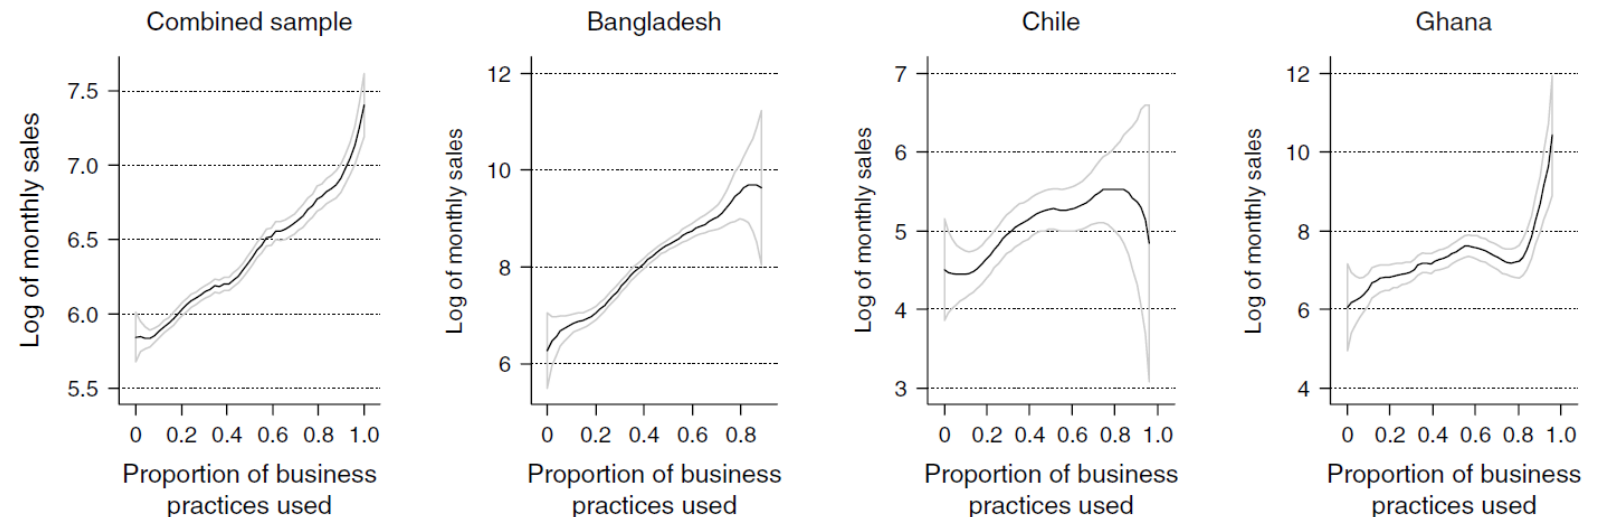 Combined sample
Log of monthly sales
7.5
7.0
6.5
6.0
5.5
0 0.2 0.4 0.6 0.8 1.0
Proportion of business
practices used
Bangladesh
Log of monthly sales
12
10
8
6
0 0.2 0.4 0.6 0.8
Proportion of business
practices used
Chile
Log of monthly sales
7
6
5
4
3
0 0.2 0.4 0.6 0.8 1.0
Proportion of business
practices used
Ghana
Log of monthly sales
12
10
8
6
4
0 0.2 0.4 0.6 0.8 1.0
Proportion of business
practices used